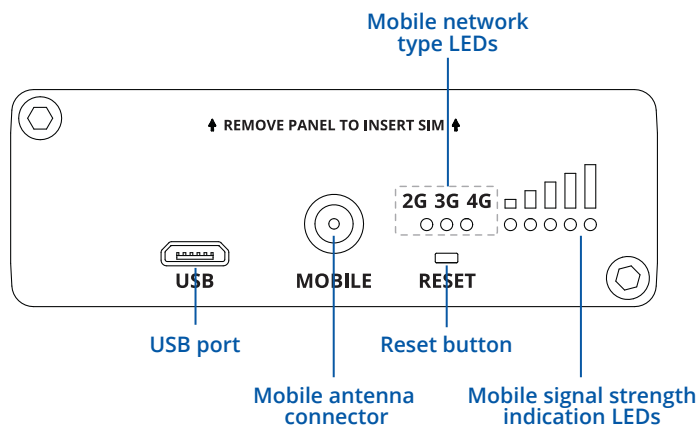 Mobile network
type LEDs
REMOVE PANEL TO INSERT SIM
2G 3G 4G
USB
MOBILE
RESET
USB port
Reset button
Mobile antenna
connector
Mobile signal strength
indication LEDs